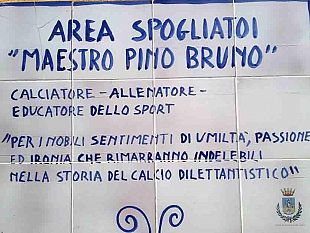 AREA SPOGLIATOI
"MAESTRO PINO BRUNO"
CALCIATORE - ALLENATORE -
EDUCATORE DELLO SPORT
"PER I NOBILI SENTIMENTI DI UMILTA', PASSIONE
ED IRONIA CHE RIMARRANNO INDELEBILI
NELLA STORIA DEL CALCIO DILETTANTISTICO"